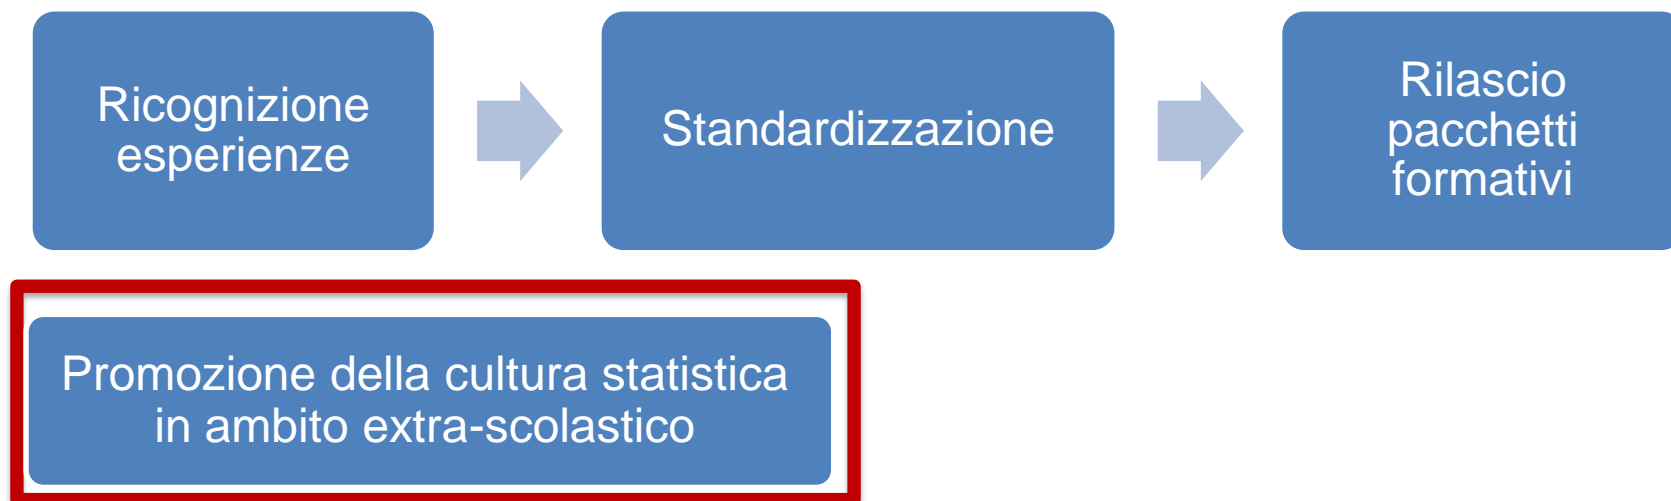 Ricognizione
esperienze
Standardizzazione
Rilascio
pacchetti
formativi
Promozione della cultura statistica
in ambito extra-scolastico